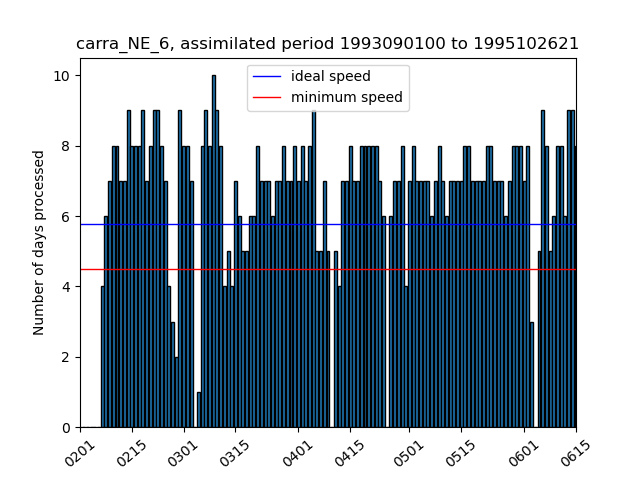 carra_NE_6, assimilated period 1993090100 to 1995102621
ideal speed
minimum speed
Number of days processed
10
8
6
4
2
0
0201 0215 0301 0315 0401 0415 0501 0515 0601 0615